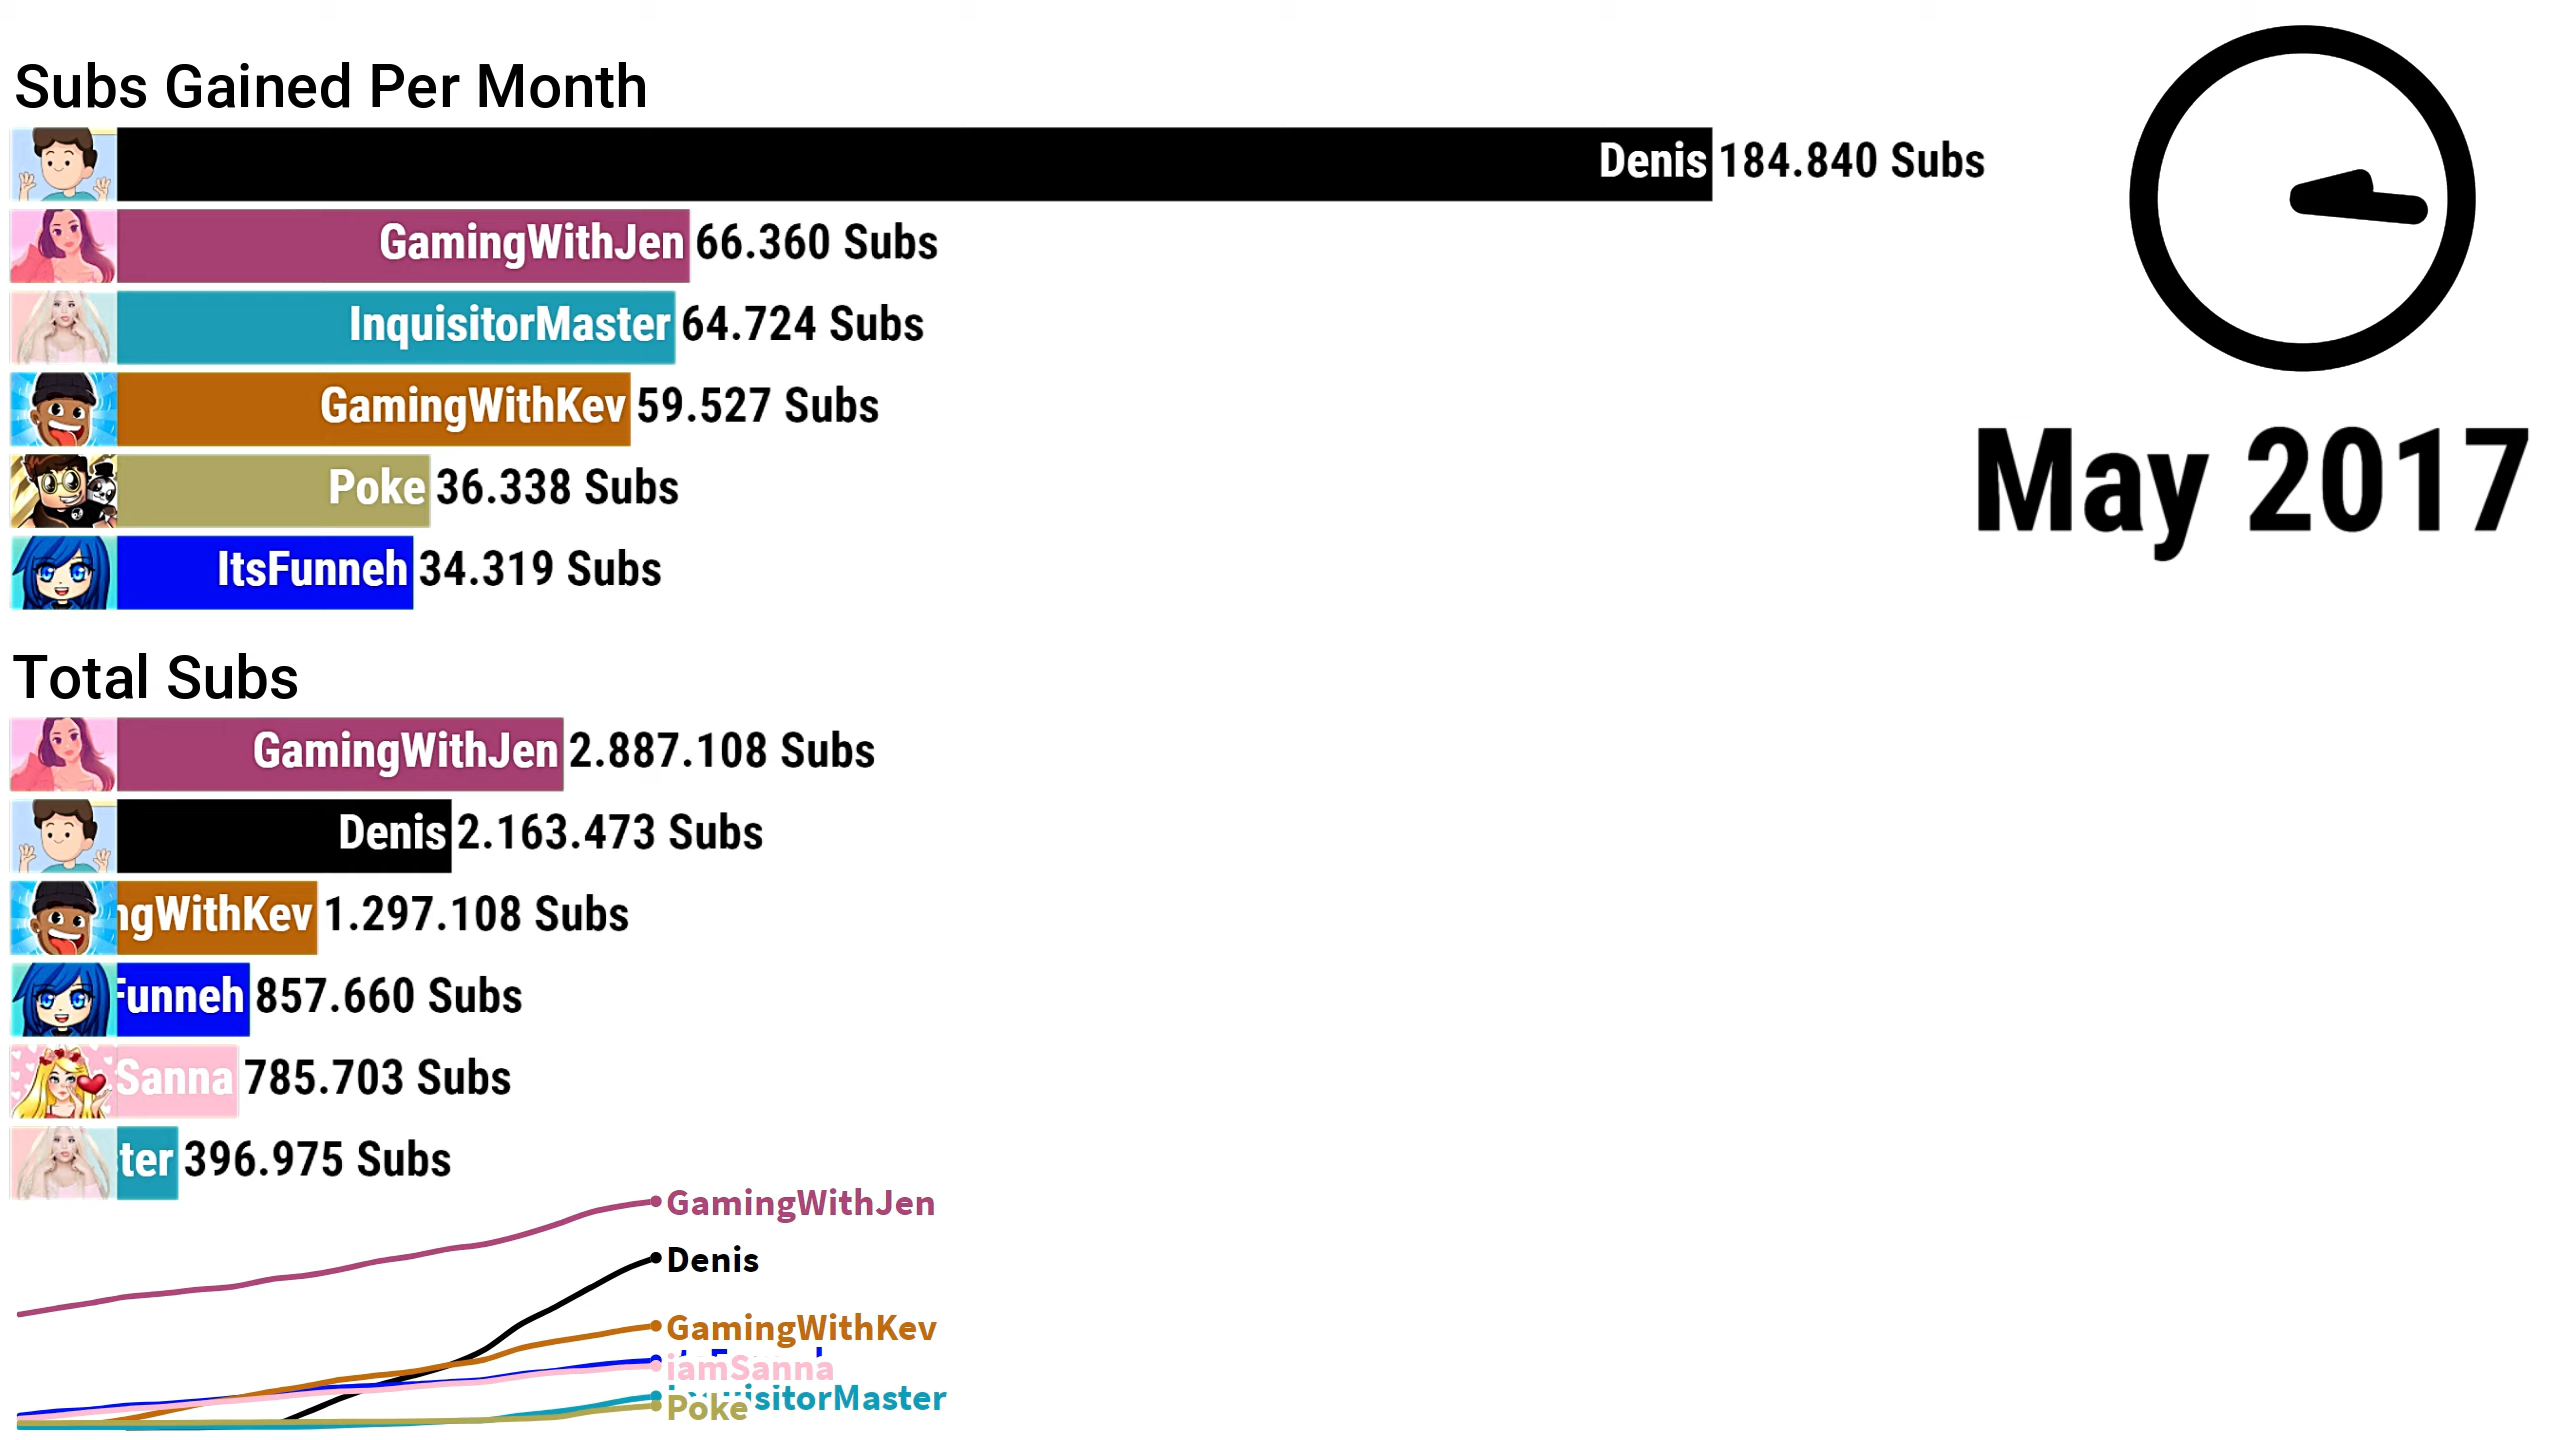 Subs Gained Per Month
Denis 184.840 Subs
GamingWithJen 66.360 Subs
InquisitorMaster 64.724 Subs
GamingWithKev 59.527 Subs
Poke 36.338 Subs
ItsFunneh 34.319 Subs
May 2017
Total Subs
GamingWithJen 2.887.108 Subs
Denis 2.163.473 Subs
ngWithKev 1.297.108 Subs
Funneh 857.660 Subs
Sanna 785.703 Subs
ter 396.975 Subs
GamingWithJen
Denis
GamingWithKev
iamSanna
sitorMaster
Poke